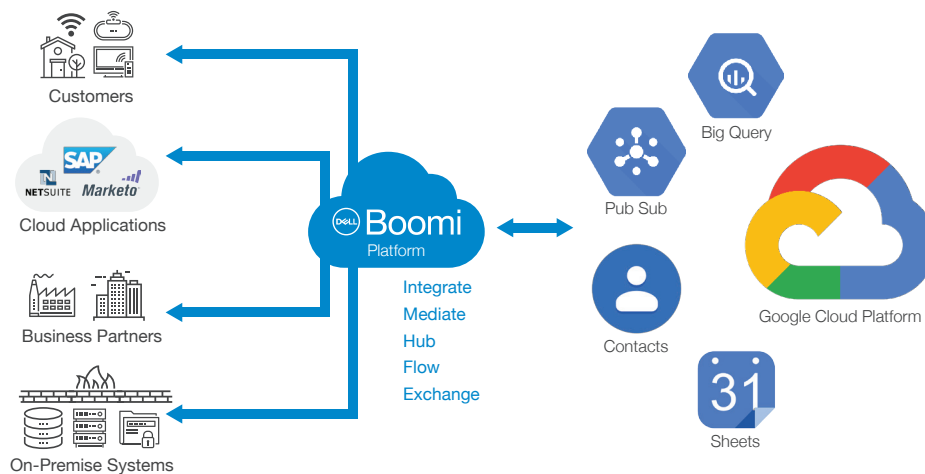 Customers
SAP
N
NETSUITE
Marketo
Cloud Applications
Business Partners
On-Premise Systems
DELL Boomi
Platform
Integrate
Mediate
Hub
Flow
Exchange
Big Query
Pub Sub
Contacts
Google Cloud Platform
31
Sheets